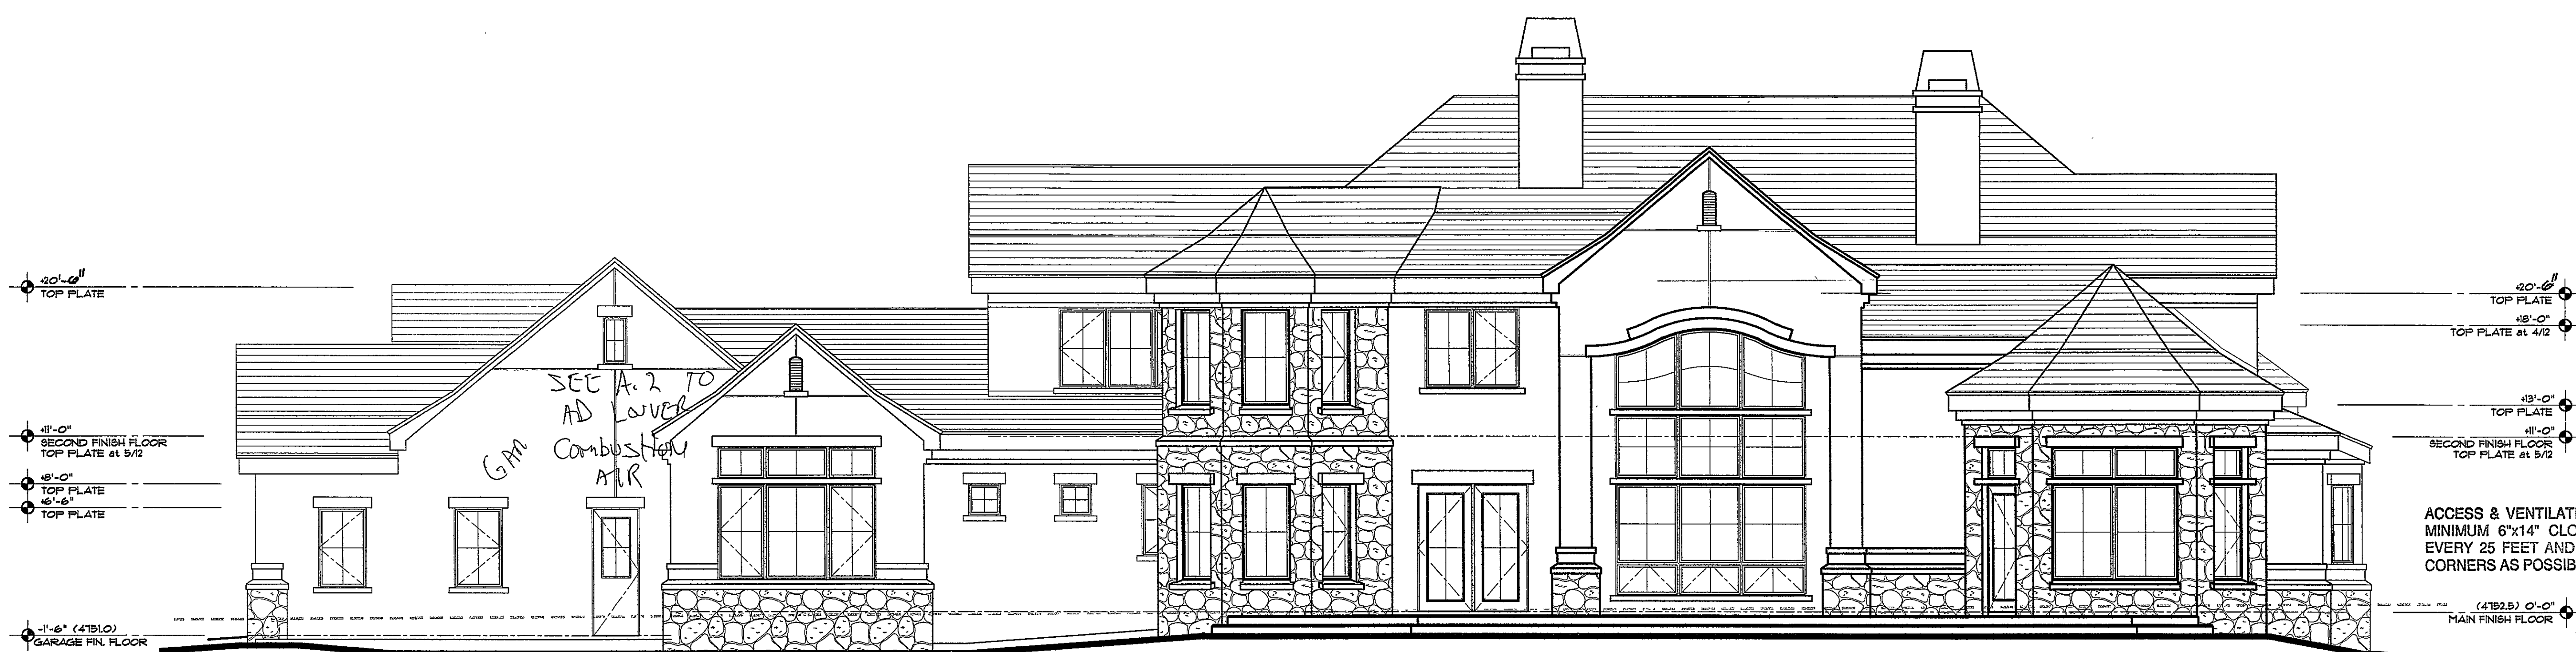 +20'-6"
TOP PLATE
+11'-0"
SECOND FINISH FLOOR
TOP PLATE at 5/12
+8'-0"
TOP PLATE
+6'-6"
TOP PLATE
-1'-6" (4751.0)
GARAGE FIN. FLOOR
SEE A.2 TO
AD LOUVER
Combustion
AIR
+20'-6"
TOP PLATE
+18'-0"
TOP PLATE at 4/12
+13'-0"
TOP PLATE
+11'-0"
SECOND FINISH FLOOR
TOP PLATE at 5/12
ACCESS & VENTILATI
MINIMUM 6"x14" CLO
EVERY 25 FEET AND
CORNERS AS POSSIB
(4752.5) 0'-0"
MAIN FINISH FLOOR